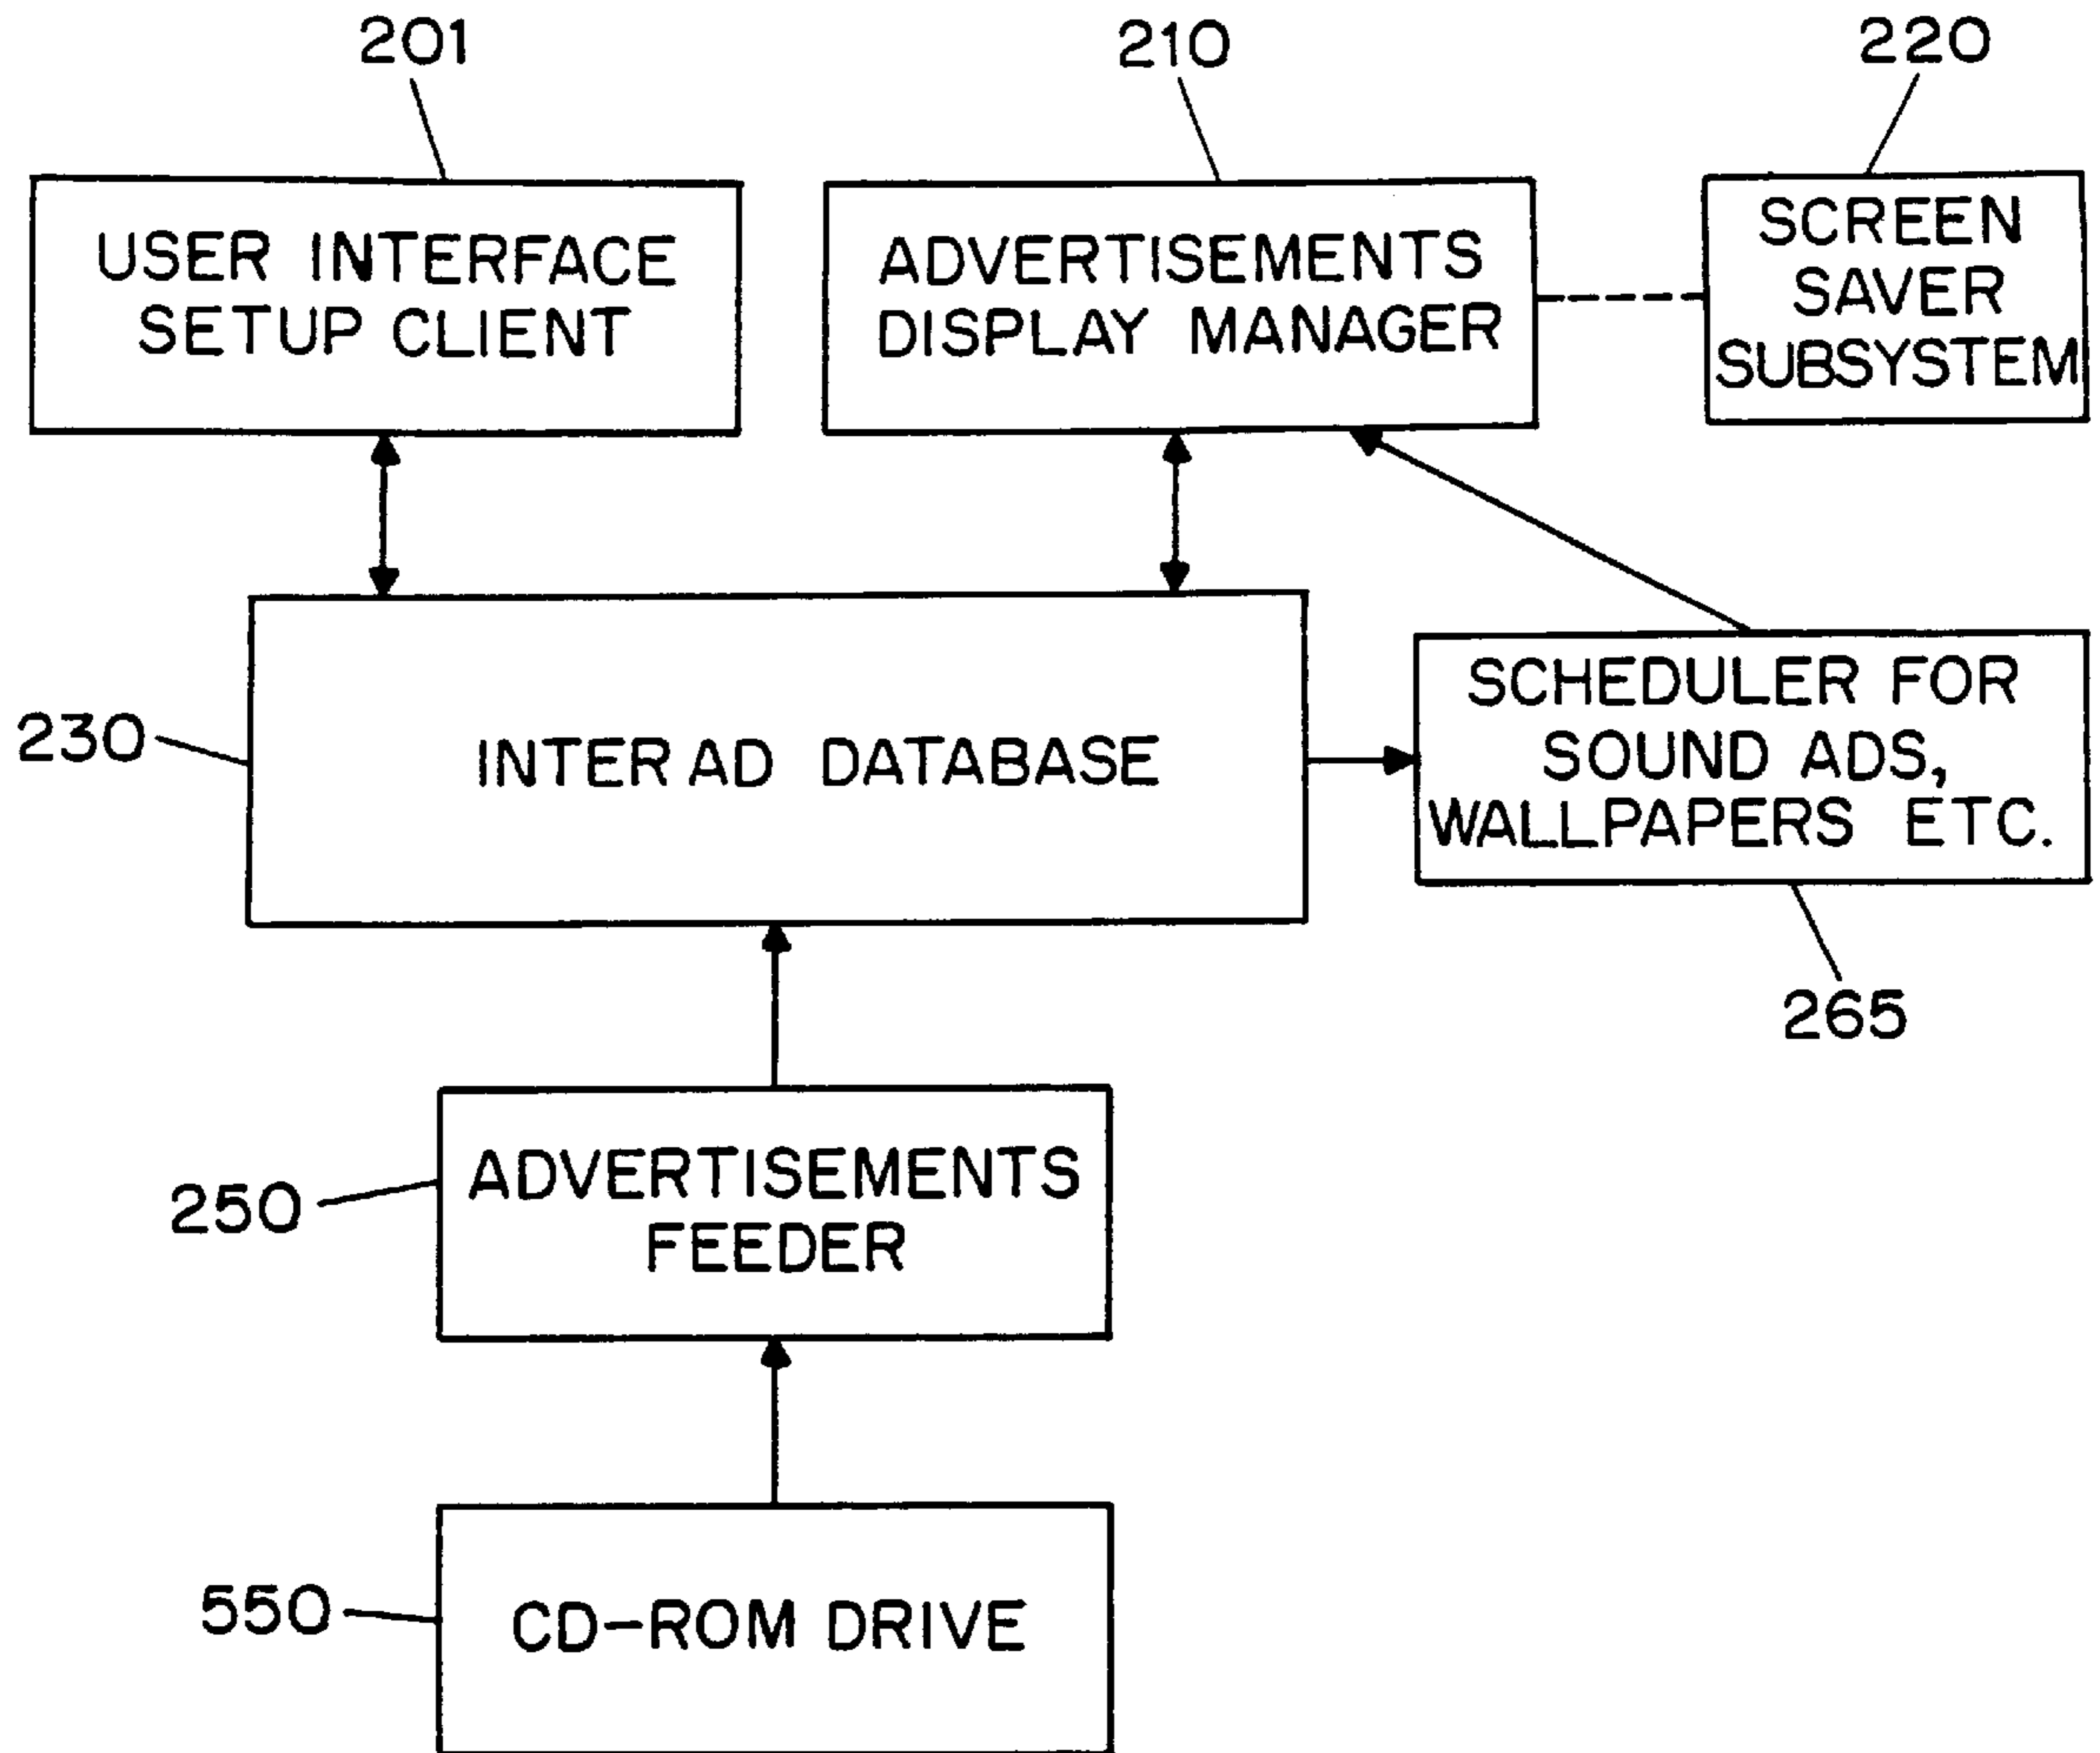 201
210
220
USER INTERFACE
SETUP CLIENT
ADVERTISEMENTS
DISPLAY MANAGER
SCREEN
SAVER
SUBSYSTEM
230
INTER AD DATABASE
SCHEDULER FOR
SOUND ADS,
WALLPAPERS ETC.
265
250
ADVERTISEMENTS
FEEDER
550
CD-ROM DRIVE